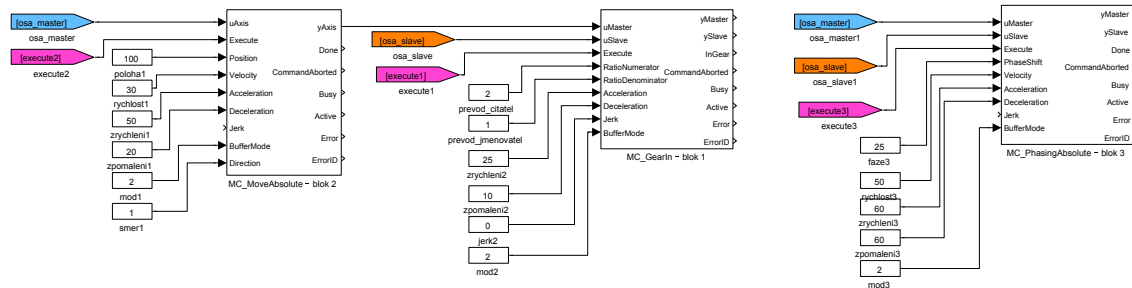 [osa_master]
osa_master
[execute2]
execute2
100
poloha1
30
rychlost1
50
zrychleni1
20
zpomaleni1
2
mod1
1
smer1
uAxis
Execute
Position
Velocity
Acceleration
Deceleration
Jerk
BufferMode
Direction
yAxis
Done
CommandAborted
Busy
Active
Error
ErrorID
MC_MoveAbsolute − blok 2
[osa_slave]
osa_slave
[execute1]
execute1
2
prevod_citatel
1
prevod_jmenovatel
25
zrychleni2
10
zpomaleni2
0
jerk2
2
mod2
uMaster
uSlave
Execute
RatioNumerator
RatioDenominator
Acceleration
Deceleration
Jerk
BufferMode
yMaster
ySlave
InGear
CommandAborted
Busy
Active
Error
ErrorID
MC_GearIn − blok 1
[osa_master]
osa_master1
[osa_slave]
osa_slave1
[execute3]
execute3
25
faze3
50
rychlost3
60
zrychleni3
60
zpomaleni3
2
mod3
uMaster
uSlave
Execute
PhaseShift
Velocity
Acceleration
Deceleration
Jerk
BufferMode
yMaster
ySlave
Done
CommandAborted
Busy
Active
Error
ErrorID
MC_PhasingAbsolute − blok 3